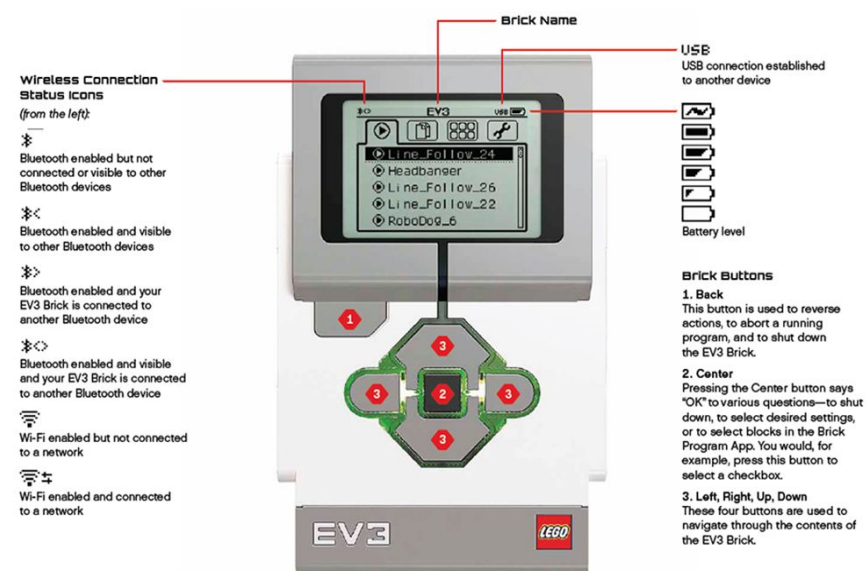 Brick Name
Wireless Connection
Status Icons
(from the left):
Bluetooth enabled but not
connected or visible to other
Bluetooth devices
Bluetooth enabled and visible
to other Bluetooth devices
Bluetooth enabled and your
EV3 Brick is connected to
another Bluetooth device
Bluetooth enabled and visible
and your EV3 Brick is connected
to another Bluetooth device
Wi-Fi enabled but not connected
to a network
Wi-Fi enabled and connected
to a network
EV3 USB
Line_Follow_24
Headbanger
Line_Follow_26
Line_Follow_22
RoboDog_6
1
3
3 2 3
3
EV3 LEGO
USB
USB connection established
to another device
Battery level
Brick Buttons
1. Back
This button is used to reverse
actions, to abort a running
program, and to shut down
the EV3 Brick.
2. Center
Pressing the Center button says
"OK" to various questions—to shut
down, to select desired settings,
or to select blocks in the Brick
Program App. You would, for
example, press this button to
select a checkbox.
3. Left, Right, Up, Down
These four buttons are used to
navigate through the contents of
the EV3 Brick.